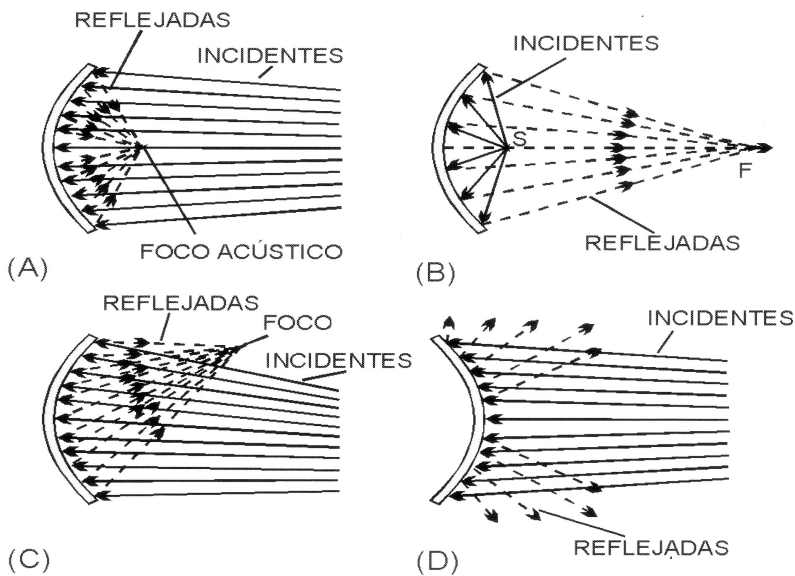 REFLEJADAS
INCIDENTES
FOCO ACÚSTICO
(A)
INCIDENTES
S
F
REFLEJADAS
(B)
REFLEJADAS
FOCO
INCIDENTES
(C)
INCIDENTES
REFLEJADAS
(D)